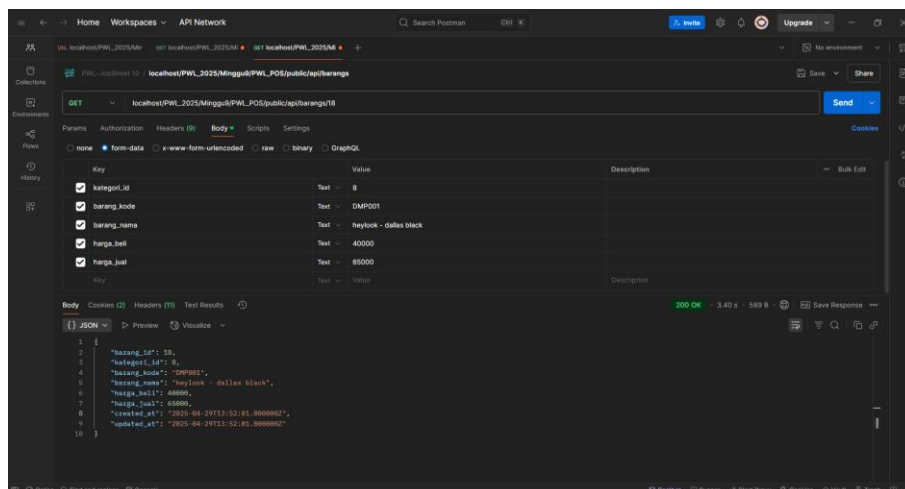 Home Workspaces API Network Search Postman Ctrl K Invite Upgrade
localhost/PWL_2025/Min GET localhost/PWL_2025/Mi GET localhost/PWL_2025/Mi No environment
PWL-JobSheet 10 / localhost/PWL_2025/Minggu9/PWL_POS/public/api/barangs Save Share
GET localhost/PWL_2025/Minggu9/PWL_POS/public/api/barangs/18 Send
Params Authorization Headers (9) Body Scripts Settings Cookies
none form-data x-www-form-urlencoded raw binary GraphQL
Key Value Description Bulk Edit
kategori_id Text 8
barang_kode Text DMP001
barang_nama Text heylook - dallas black
harga_beli Text 40000
harga_jual Text 65000
Key Text Value Description
Collections
Environments
Flows
History
Body Cookies (2) Headers (11) Test Results 200 OK 3.40 s 589 B Save Response
{} JSON Preview Visualize
1 {
2 "barang_id": 18,
3 "kategori_id": 8,
4 "barang_kode": "DMP001",
5 "barang_nama": "heylook - dallas black",
6 "harga_beli": 40000,
7 "harga_jual": 65000,
8 "created_at": "2025-04-29T13:52:01.000000Z",
9 "updated_at": "2025-04-29T13:52:01.000000Z"
10 }